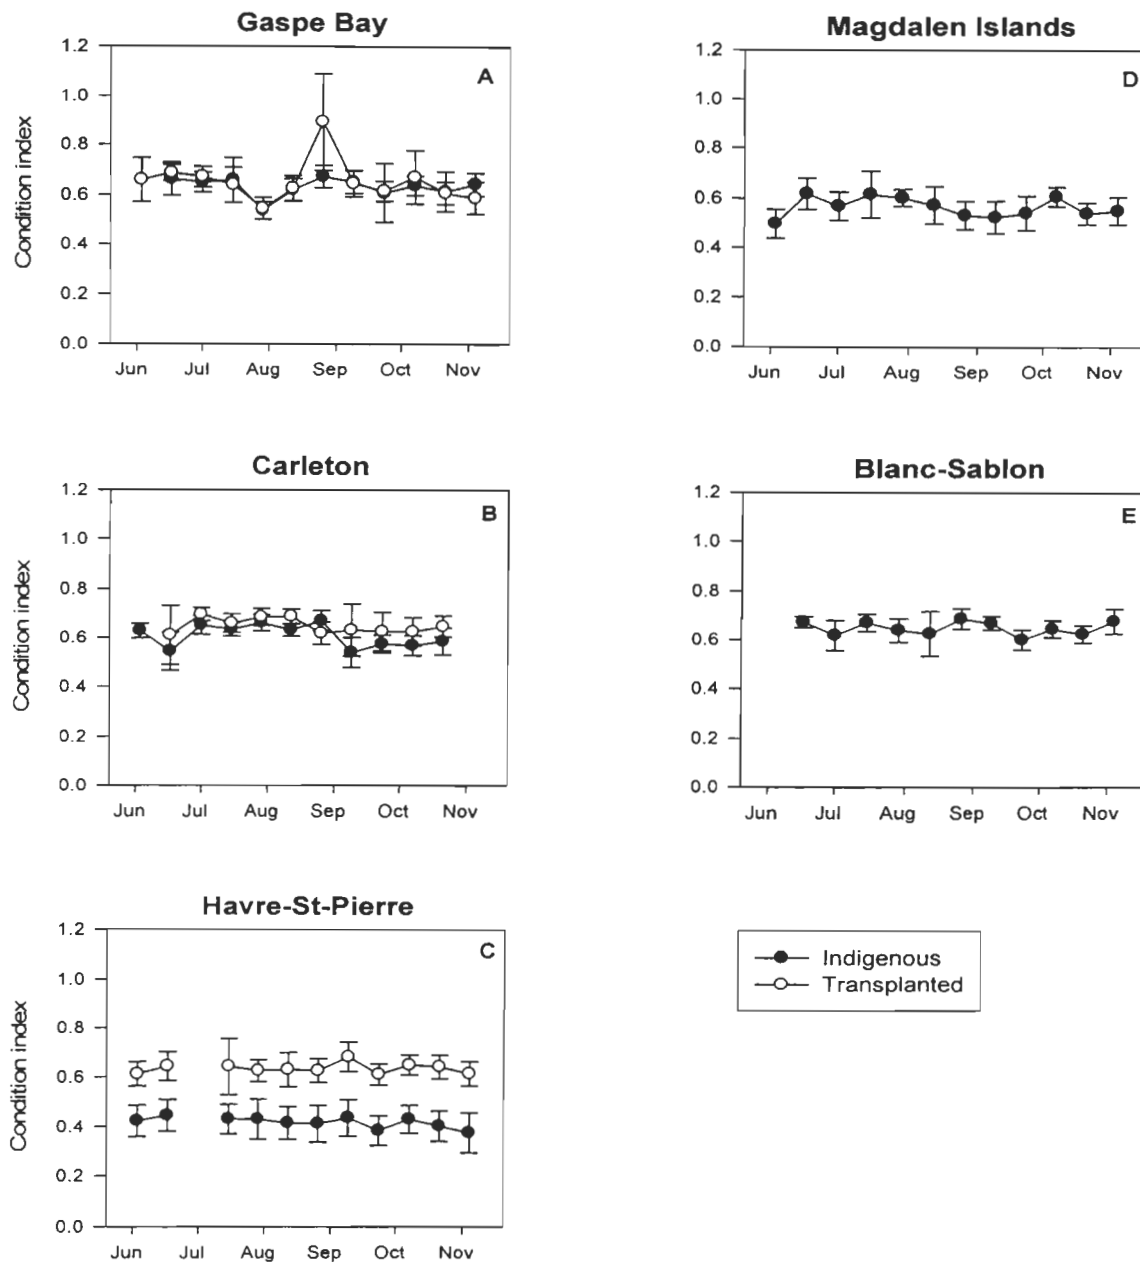 Gaspe Bay
A
1.2
1.0
0.8
0.6
0.4
0.2
0.0
Condition index
Jun Jul Aug Sep Oct Nov
Magdalen Islands
D
1.2
1.0
0.8
0.6
0.4
0.2
0.0
Jun Jul Aug Sep Oct Nov
Carleton
B
1.2
1.0
0.8
0.6
0.4
0.2
0.0
Condition index
Jun Jul Aug Sep Oct Nov
Blanc-Sablon
E
1.2
1.0
0.8
0.6
0.4
0.2
0.0
Jun Jul Aug Sep Oct Nov
Havre-St-Pierre
C
1.2
1.0
0.8
0.6
0.4
0.2
0.0
Condition index
Jun Jul Aug Sep Oct Nov
Indigenous
Transplanted